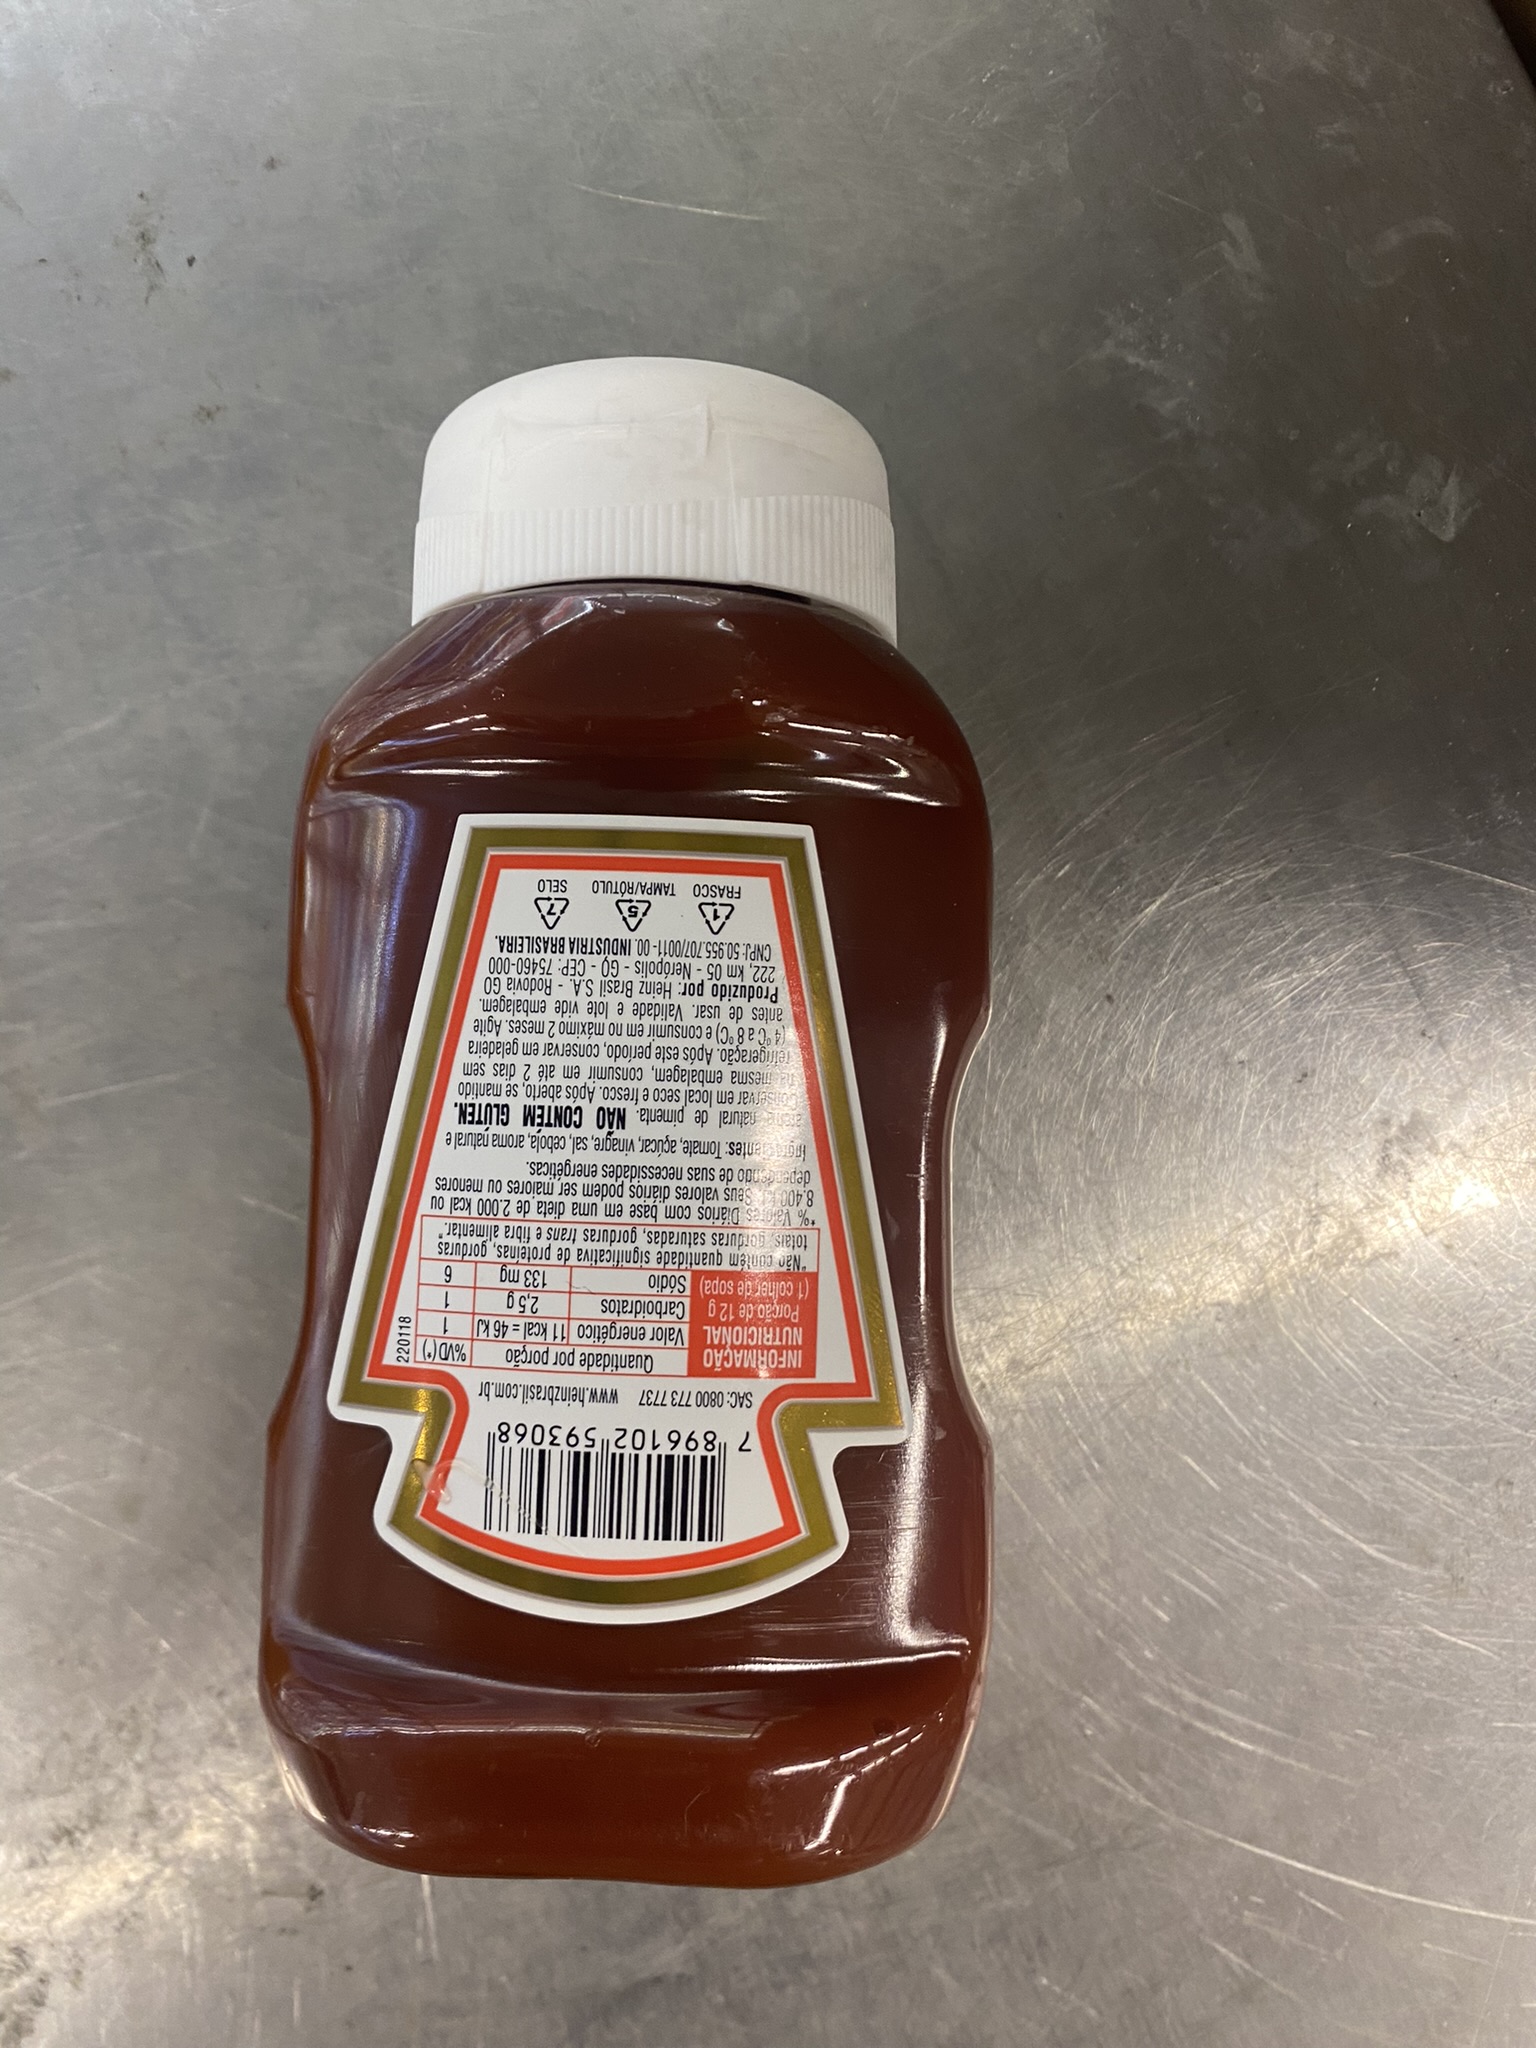 7 896102 593068
SAC: 0800 773 7737 www.heinzbrasil.com.br
INFORMAÇÃO
NUTRICIONAL
Porção de 12 g
(1 colher de sopa)
Quantidade por porção %VD(*)
Valor energético 11 kcal = 46 kJ 1
Carboidratos 2,5 g 1
Sódio 133 mg 6
220118
"Não contém quantidade significativa de proteínas, gorduras
totais, gorduras saturadas, gorduras trans e fibra alimentar."
*% Valores Diários com base em uma dieta de 2.000 kcal ou
8.400 kJ. Seus valores diários podem ser maiores ou menores
dependendo de suas necessidades energéticas.
Ingredientes: Tomate, açúcar, vinagre, sal, cebola, aroma natural e
aroma natural de pimenta. NÃO CONTÉM GLÚTEN.
Conservar em local seco e fresco. Após aberto, se mantido
na mesma embalagem, consumir em até 2 dias sem
refrigeração. Após este período, conservar em geladeira
(4°C a 8°C) e consumir em no máximo 2 meses. Agite
antes de usar. Validade e lote vide embalagem.
Produzido por: Heinz Brasil S.A. - Rodovia GO
222, km 05 - Nerópolis - GO - CEP: 75460-000
CNPJ: 50.955.707/0011-00. INDÚSTRIA BRASILEIRA.
1 5 7
FRASCO TAMPA/RÓTULO SELO